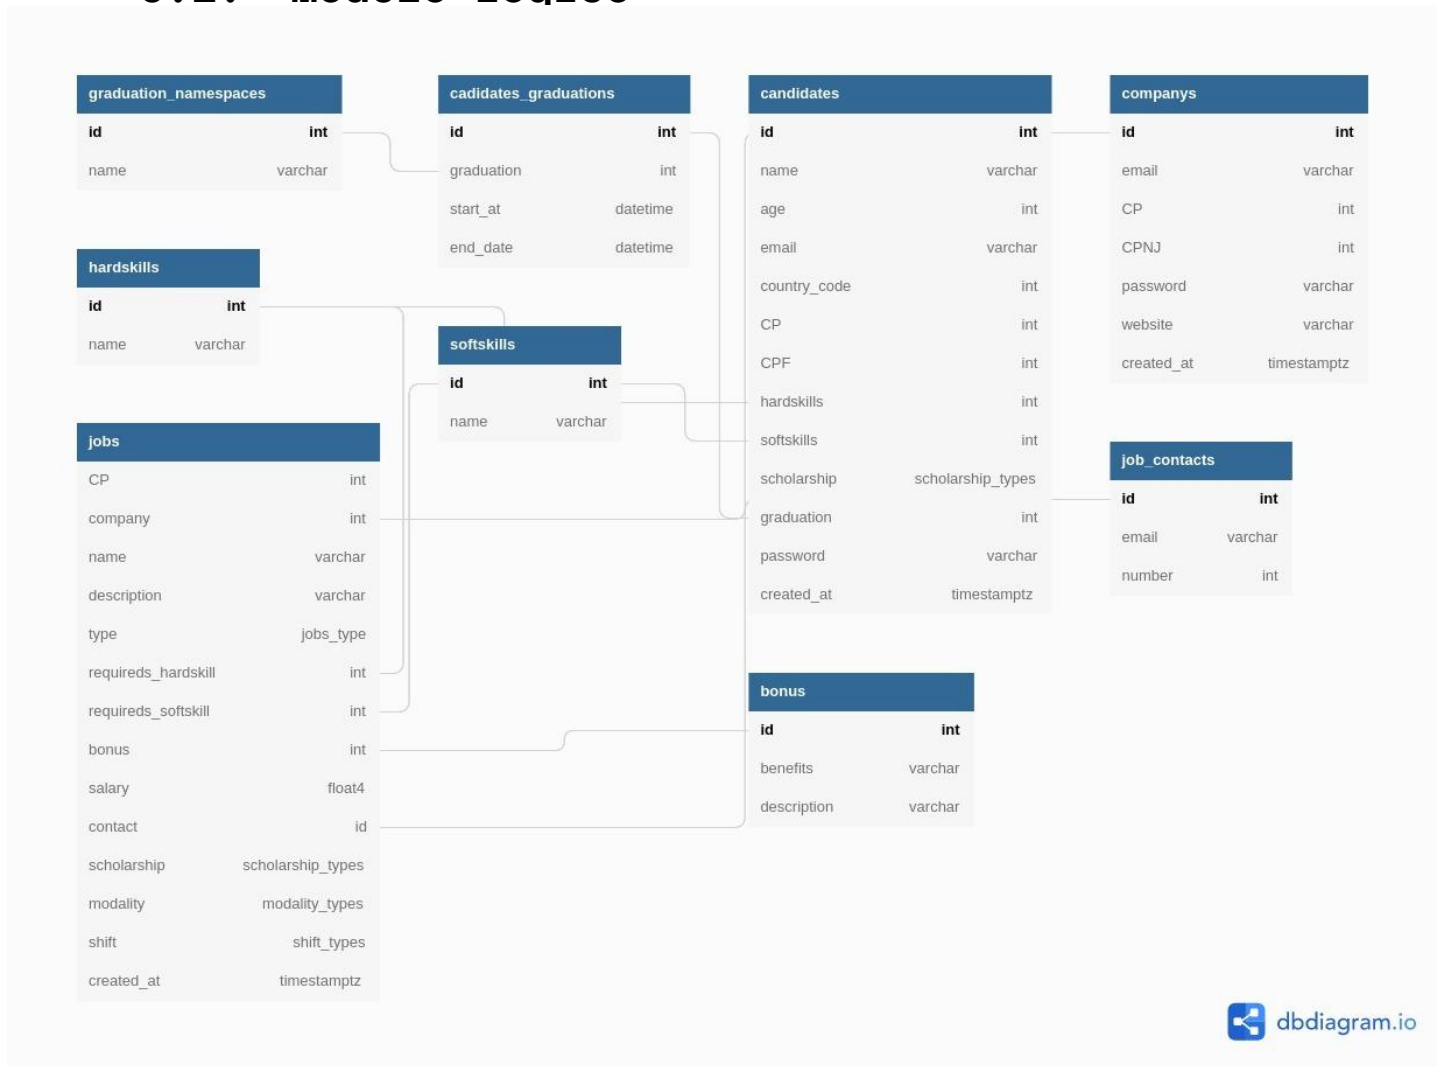 graduation_namespaces
id int
name varchar
cadidates_graduations
id int
graduation int
start_at datetime
end_date datetime
candidates
id int
name varchar
age int
email varchar
country_code int
CP int
CPF int
hardskills int
softskills int
scholarship scholarship_types
graduation int
password varchar
created_at timestamptz
companys
id int
email varchar
CP int
CPNJ int
password varchar
website varchar
created_at timestamptz
hardskills
id int
name varchar
softskills
id int
name varchar
jobs
CP int
company int
name varchar
description varchar
type jobs_type
requireds_hardskill int
requireds_softskill int
bonus int
salary float4
contact id
scholarship scholarship_types
modality modality_types
shift shift_types
created_at timestamptz
job_contacts
id int
email varchar
number int
bonus
id int
benefits varchar
description varchar
dbdiagram.io